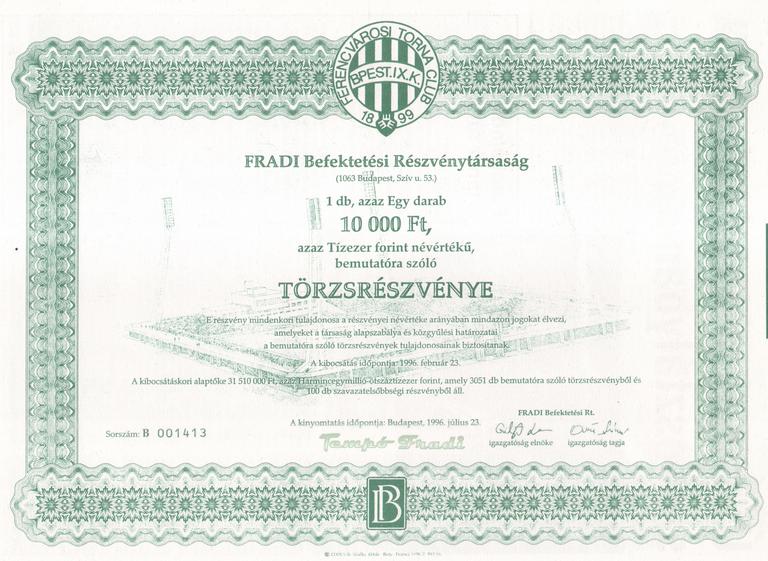 FERENCVÁROSI TORNA CLUB
BPEST.IX.K.
18 99
FRADI Befektetési Részvénytársaság
(1063 Budapest, Szív u. 53.)
1 db, azaz Egy darab
10 000 Ft,
azaz Tízezer forint névértékű,
bemutatóra szóló
TÖRZSRÉSZVÉNYE
E részvény mindenkori tulajdonosa a részvényei névértéke arányában mindazon jogokat élvezi,
amelyeket a társaság alapszabálya és közgyűlési határozatai
a bemutatóra szóló törzsrészvények tulajdonosainak biztosítanak.
A kibocsátás időpontja: 1996. február 23.
A kibocsátáskori alaptőke 31 510 000 Ft, azaz Harmincegymillió-ötszáztízezer forint, amely 3051 db bemutatóra szóló törzsrészvényből és
100 db szavazatelsőbbségi részvényből áll.
A kinyomtatás időpontja: Budapest, 1996. július 23.
FRADI Befektetési Rt.
Sorszám: B 001413
Tempó Fradi
igazgatóság elnöke
igazgatóság tagja
B